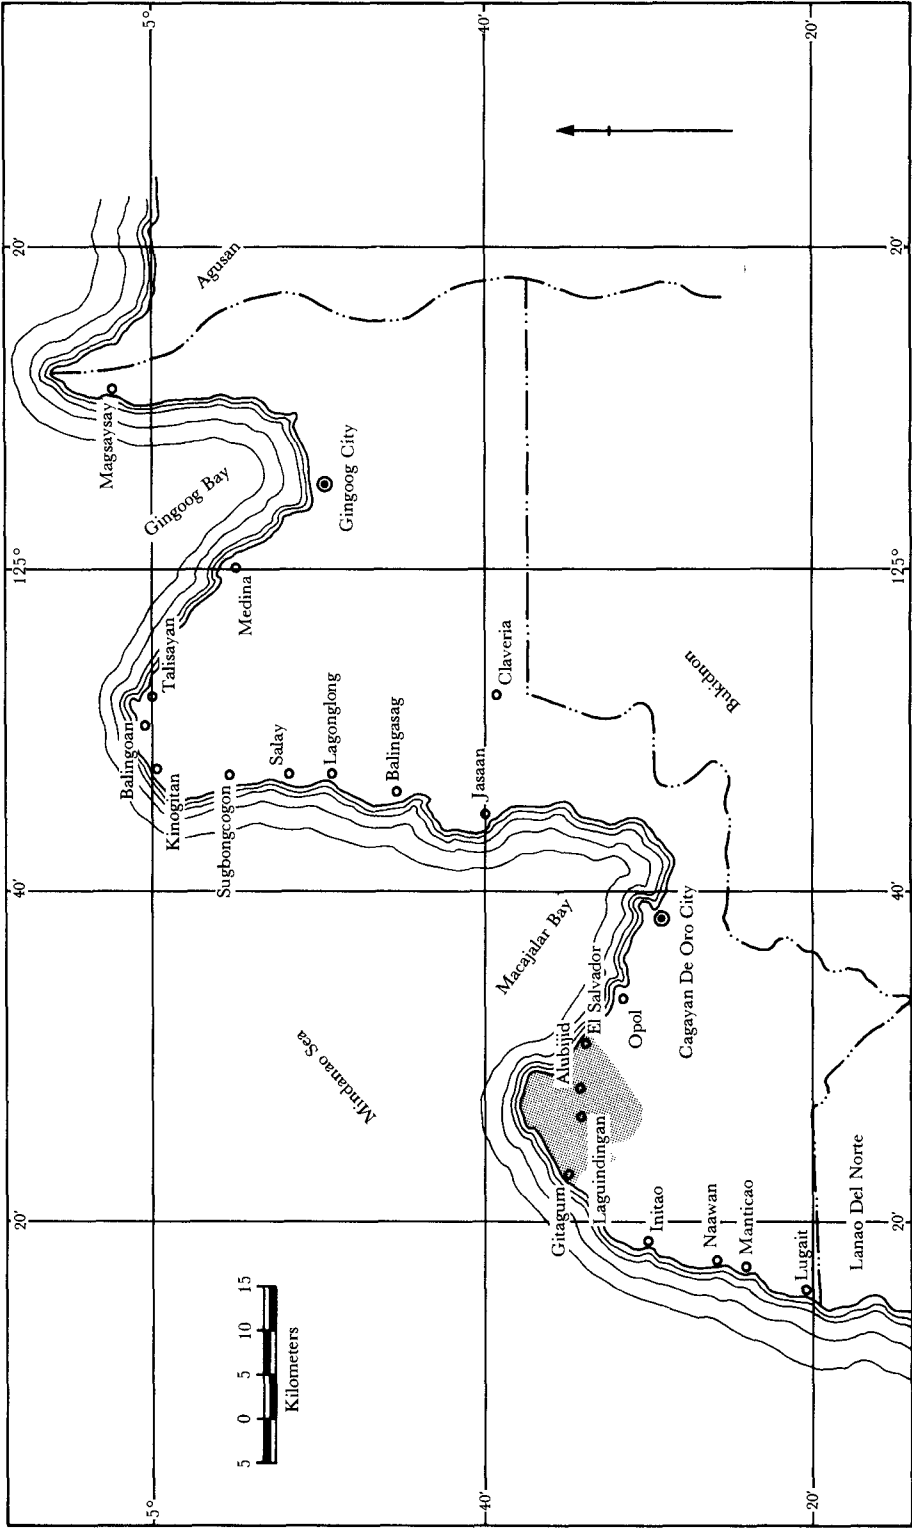 20'
40'
125°
20'
Magsaysay
Balingoan
5°
5°
Kinogitan
Talisayan
Gingoog Bay
Agusan
Sugbongcogon
Medina
5 0 5 10 15
Kilometers
Salay
Mindanao Sea
Lagonglong
Gingoog City
Balingasag
40'
Jasaan
40'
Claveria
Macajalar Bay
Gitagum
Alubijid
El Salvador
Laguindingan
Opol
Initao
Cagayan De Oro City
Bukidnon
Naawan
Manticao
Lugait
20'
20'
Lanao Del Norte
20'
40'
125°
20'